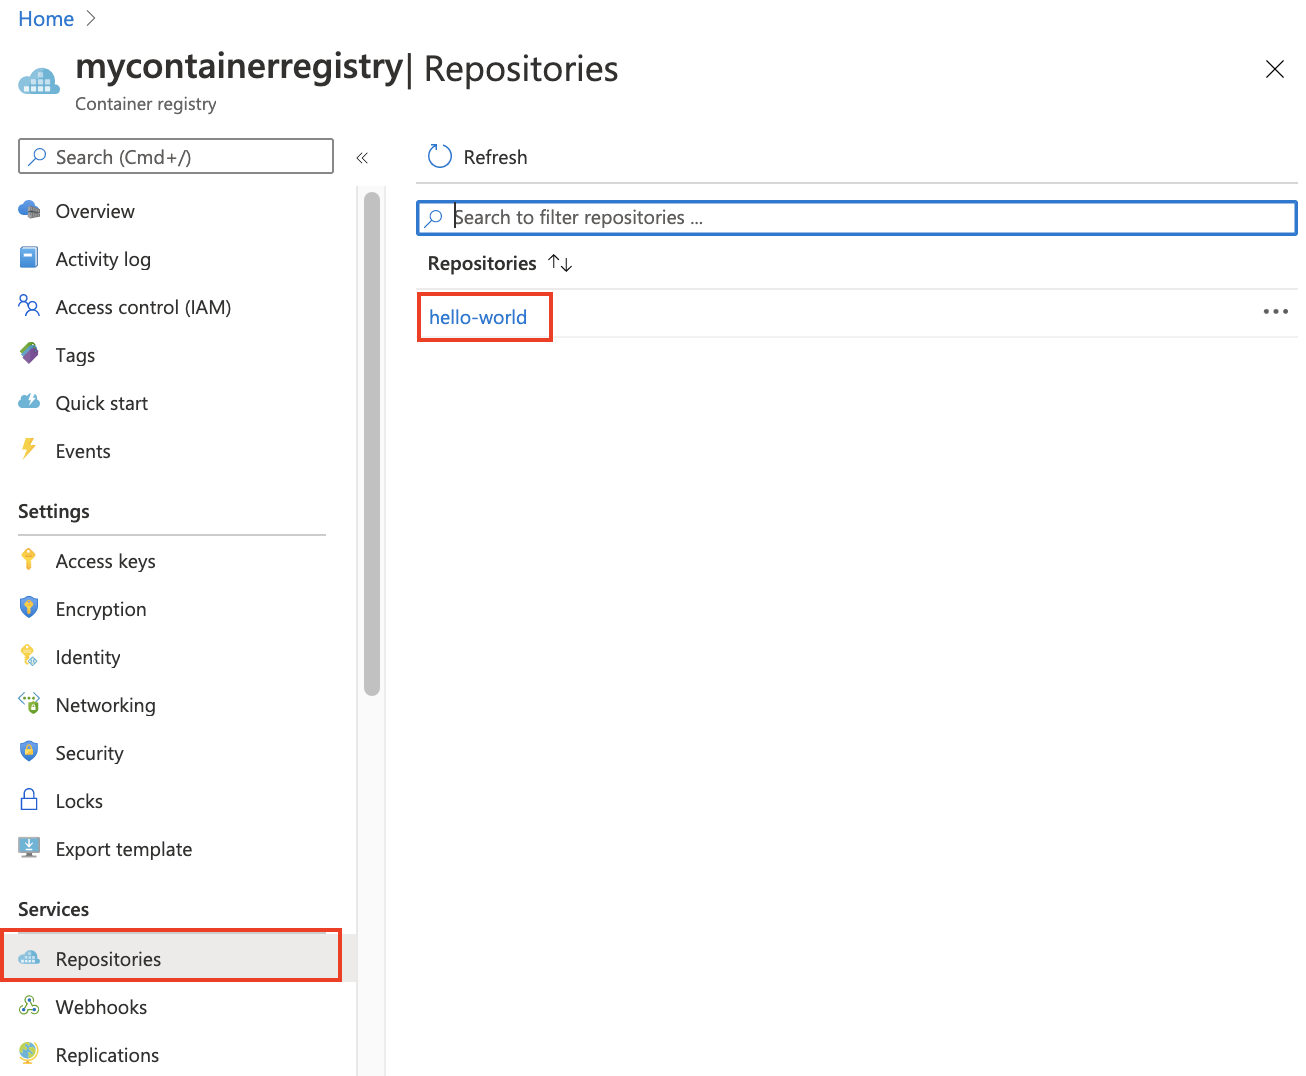 Home
mycontainerregistry| Repositories
Container registry
Search (Cmd+/)
«
Refresh
Overview
Activity log
Access control (IAM)
Tags
Quick start
Events
Settings
Access keys
Encryption
Identity
Networking
Security
Locks
Export template
Services
Repositories
Webhooks
Replications
Search to filter repositories ...
Repositories ↑↓
hello-world